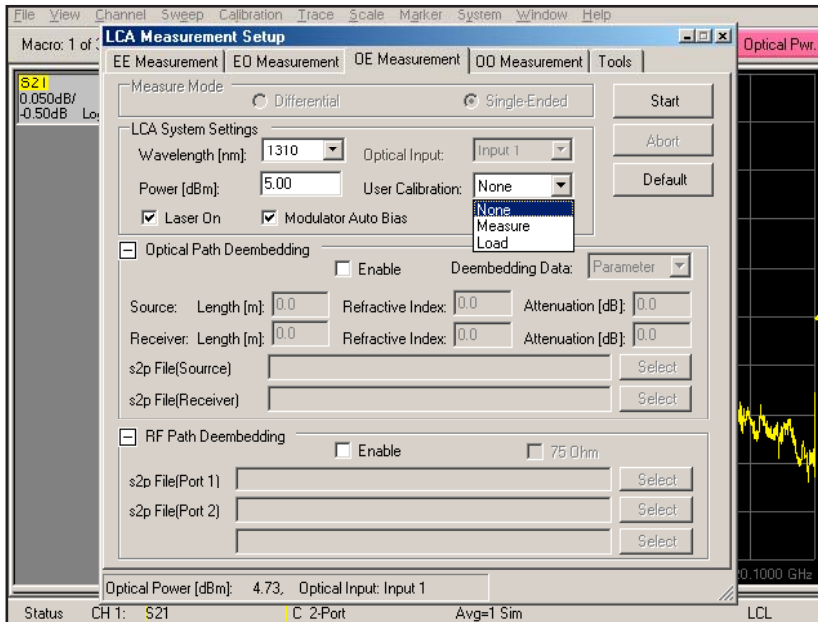 File View Channel Sweep Calibration Trace Scale Marker System Window Help
Macro: 1 of
Optical Pwr.
LCA Measurement Setup
EE Measurement EO Measurement OE Measurement OO Measurement Tools
S21
0.050dB/
-0.50dB
Measure Mode
Differential Single-Ended
Start
LCA System Settings
Abort
Wavelength [nm]: 1310 Optical Input: Input 1
Default
Power [dBm]: 5.00 User Calibration: None
None
Measure
Load
Laser On Modulator Auto Bias
Optical Path Deembedding
Enable Deembedding Data: Parameter
Source: Length [m]: 0.0 Refractive Index: 0.0 Attenuation [dB]: 0.0
Receiver: Length [m]: 0.0 Refractive Index: 0.0 Attenuation [dB]: 0.0
s2p File(Sourrce) Select
s2p File(Receiver) Select
RF Path Deembedding
Enable 75 Ohm
s2p File(Port 1) Select
s2p File(Port 2) Select
Select
0.1000 GHz
Optical Power [dBm]: 4.73, Optical Input: Input 1
Status CH 1: S21 C 2-Port Avg=1 Sim LCL